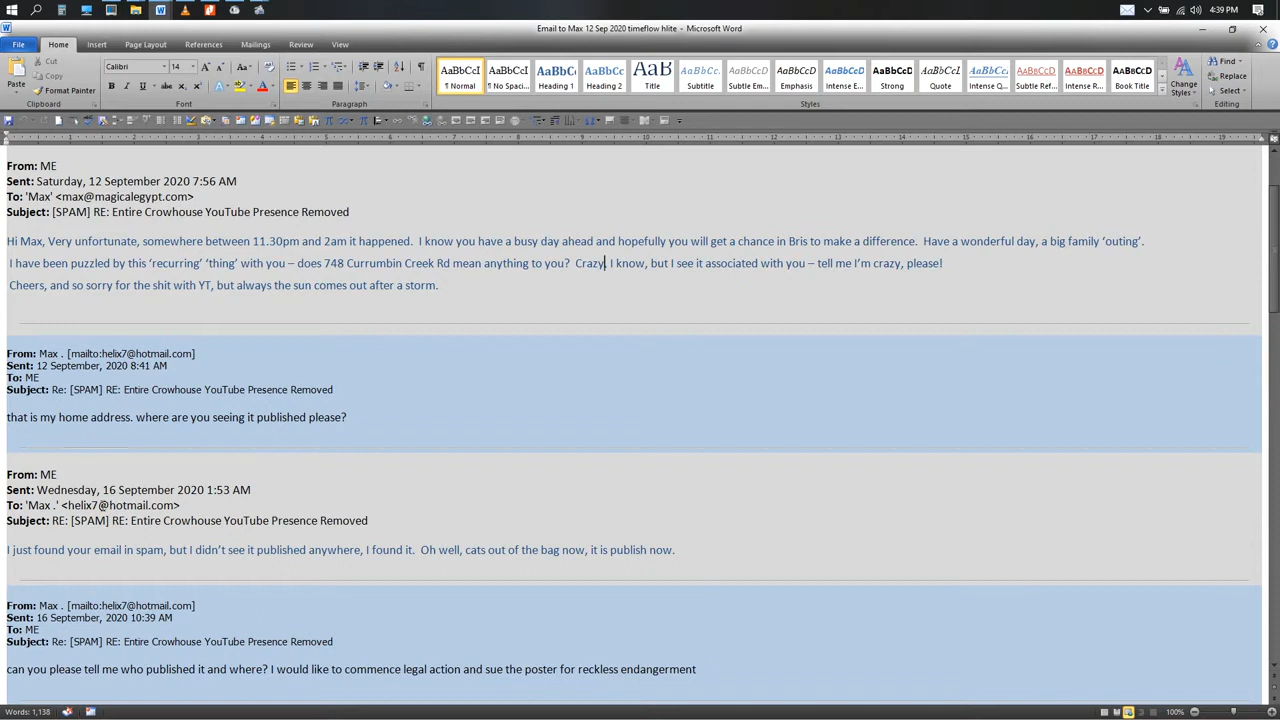 4:39 PM
Email to Max 12 Sep 2020 timeflow hlite - Microsoft Word
File Home Insert Page Layout References Mailings Review View
Cut
Copy
Format Painter
Paste
Calibri 14
AaBbCcI AaBbCcI AaBbCc AaBbCc AaBb AaBbCcI AaBbCcD AaBbCcD AaBbCcD AaBbCcD AaBbCcD AaBbCcD AaBbCcD AaBbCcD AaBbCcD
¶ Normal ¶ No Spaci... Heading 1 Heading 2 Title Subtitle Subtle Em... Emphasis Intense E... Strong Quote Intense Q... Subtle Ref... Intense R... Book Title
Change Styles
Find
Replace
Select
Clipboard Font Paragraph Styles Editing
From: ME
Sent: Saturday, 12 September 2020 7:56 AM
To: 'Max' <max@magicalegypt.com>
Subject: [SPAM] RE: Entire Crowhouse YouTube Presence Removed
Hi Max, Very unfortunate, somewhere between 11.30pm and 2am it happened.  I know you have a busy day ahead and hopefully you will get a chance in Bris to make a difference.  Have a wonderful day, a big family ‘outing’.
I have been puzzled by this ‘recurring’ ‘thing’ with you – does 748 Currumbin Creek Rd mean anything to you?  Crazy, I know, but I see it associated with you – tell me I’m crazy, please!
Cheers, and so sorry for the shit with YT, but always the sun comes out after a storm.
From: Max . [mailto:helix7@hotmail.com]
Sent: 12 September, 2020 8:41 AM
To: ME
Subject: Re: [SPAM] RE: Entire Crowhouse YouTube Presence Removed
that is my home address. where are you seeing it published please?
From: ME
Sent: Wednesday, 16 September 2020 1:53 AM
To: 'Max .' <helix7@hotmail.com>
Subject: RE: [SPAM] RE: Entire Crowhouse YouTube Presence Removed
I just found your email in spam, but I didn’t see it published anywhere, I found it.  Oh well, cats out of the bag now, it is publish now.
From: Max . [mailto:helix7@hotmail.com]
Sent: 16 September, 2020 10:39 AM
To: ME
Subject: Re: [SPAM] RE: Entire Crowhouse YouTube Presence Removed
can you please tell me who published it and where? I would like to commence legal action and sue the poster for reckless endangerment
Words: 1,138
100%